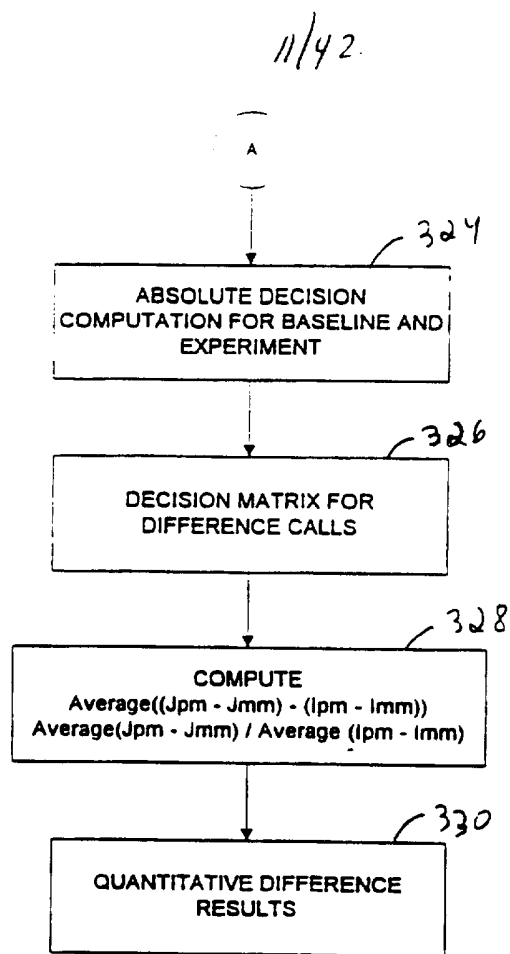 11/42.
A
324
ABSOLUTE DECISION
COMPUTATION FOR BASELINE AND
EXPERIMENT
326
DECISION MATRIX FOR
DIFFERENCE CALLS
328
COMPUTE
Average((Jpm - Jmm) - (Ipm - Imm))
Average(Jpm - Jmm) / Average (Ipm - Imm)
330
QUANTITATIVE DIFFERENCE
RESULTS